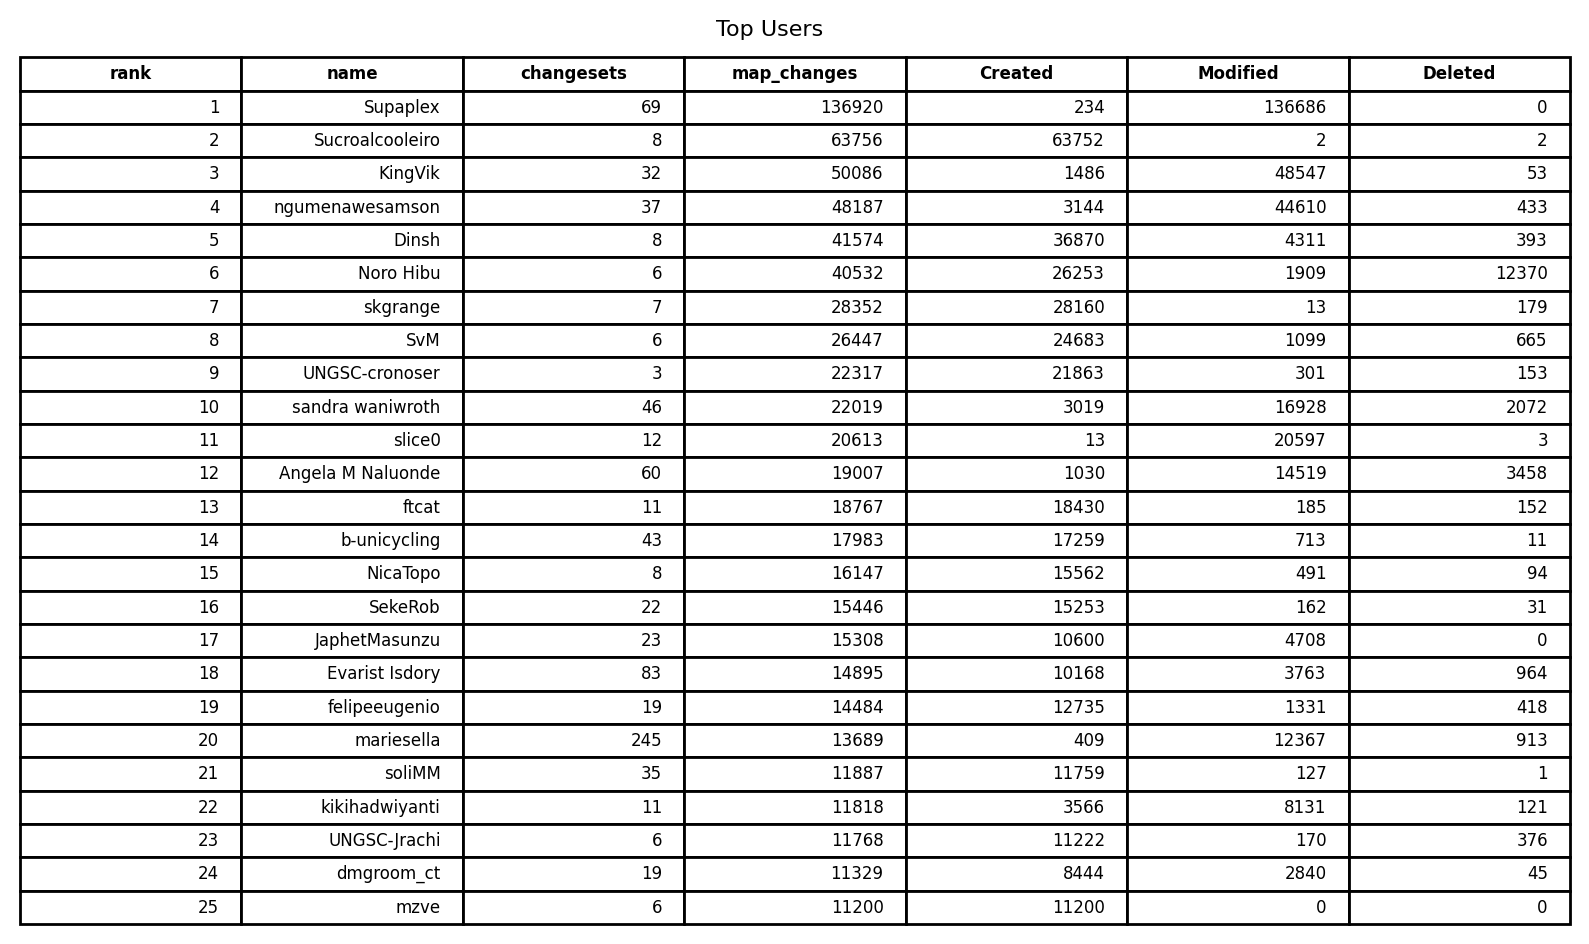 Top Users
rank name changesets map_changes Created Modified Deleted
1 Supaplex 69 136920 234 136686 0
2 Sucroalcooleiro 8 63756 63752 2 2
3 KingVik 32 50086 1486 48547 53
4 ngumenawesamson 37 48187 3144 44610 433
5 Dinsh 8 41574 36870 4311 393
6 Noro Hibu 6 40532 26253 1909 12370
7 skgrange 7 28352 28160 13 179
8 SvM 6 26447 24683 1099 665
9 UNGSC-cronoser 3 22317 21863 301 153
10 sandra waniwroth 46 22019 3019 16928 2072
11 slice0 12 20613 13 20597 3
12 Angela M Naluonde 60 19007 1030 14519 3458
13 ftcat 11 18767 18430 185 152
14 b-unicycling 43 17983 17259 713 11
15 NicaTopo 8 16147 15562 491 94
16 SekeRob 22 15446 15253 162 31
17 JaphetMasunzu 23 15308 10600 4708 0
18 Evarist Isdory 83 14895 10168 3763 964
19 felipeeugenio 19 14484 12735 1331 418
20 mariesella 245 13689 409 12367 913
21 soliMM 35 11887 11759 127 1
22 kikihadwiyanti 11 11818 3566 8131 121
23 UNGSC-Jrachi 6 11768 11222 170 376
24 dmgroom_ct 19 11329 8444 2840 45
25 mzve 6 11200 11200 0 0